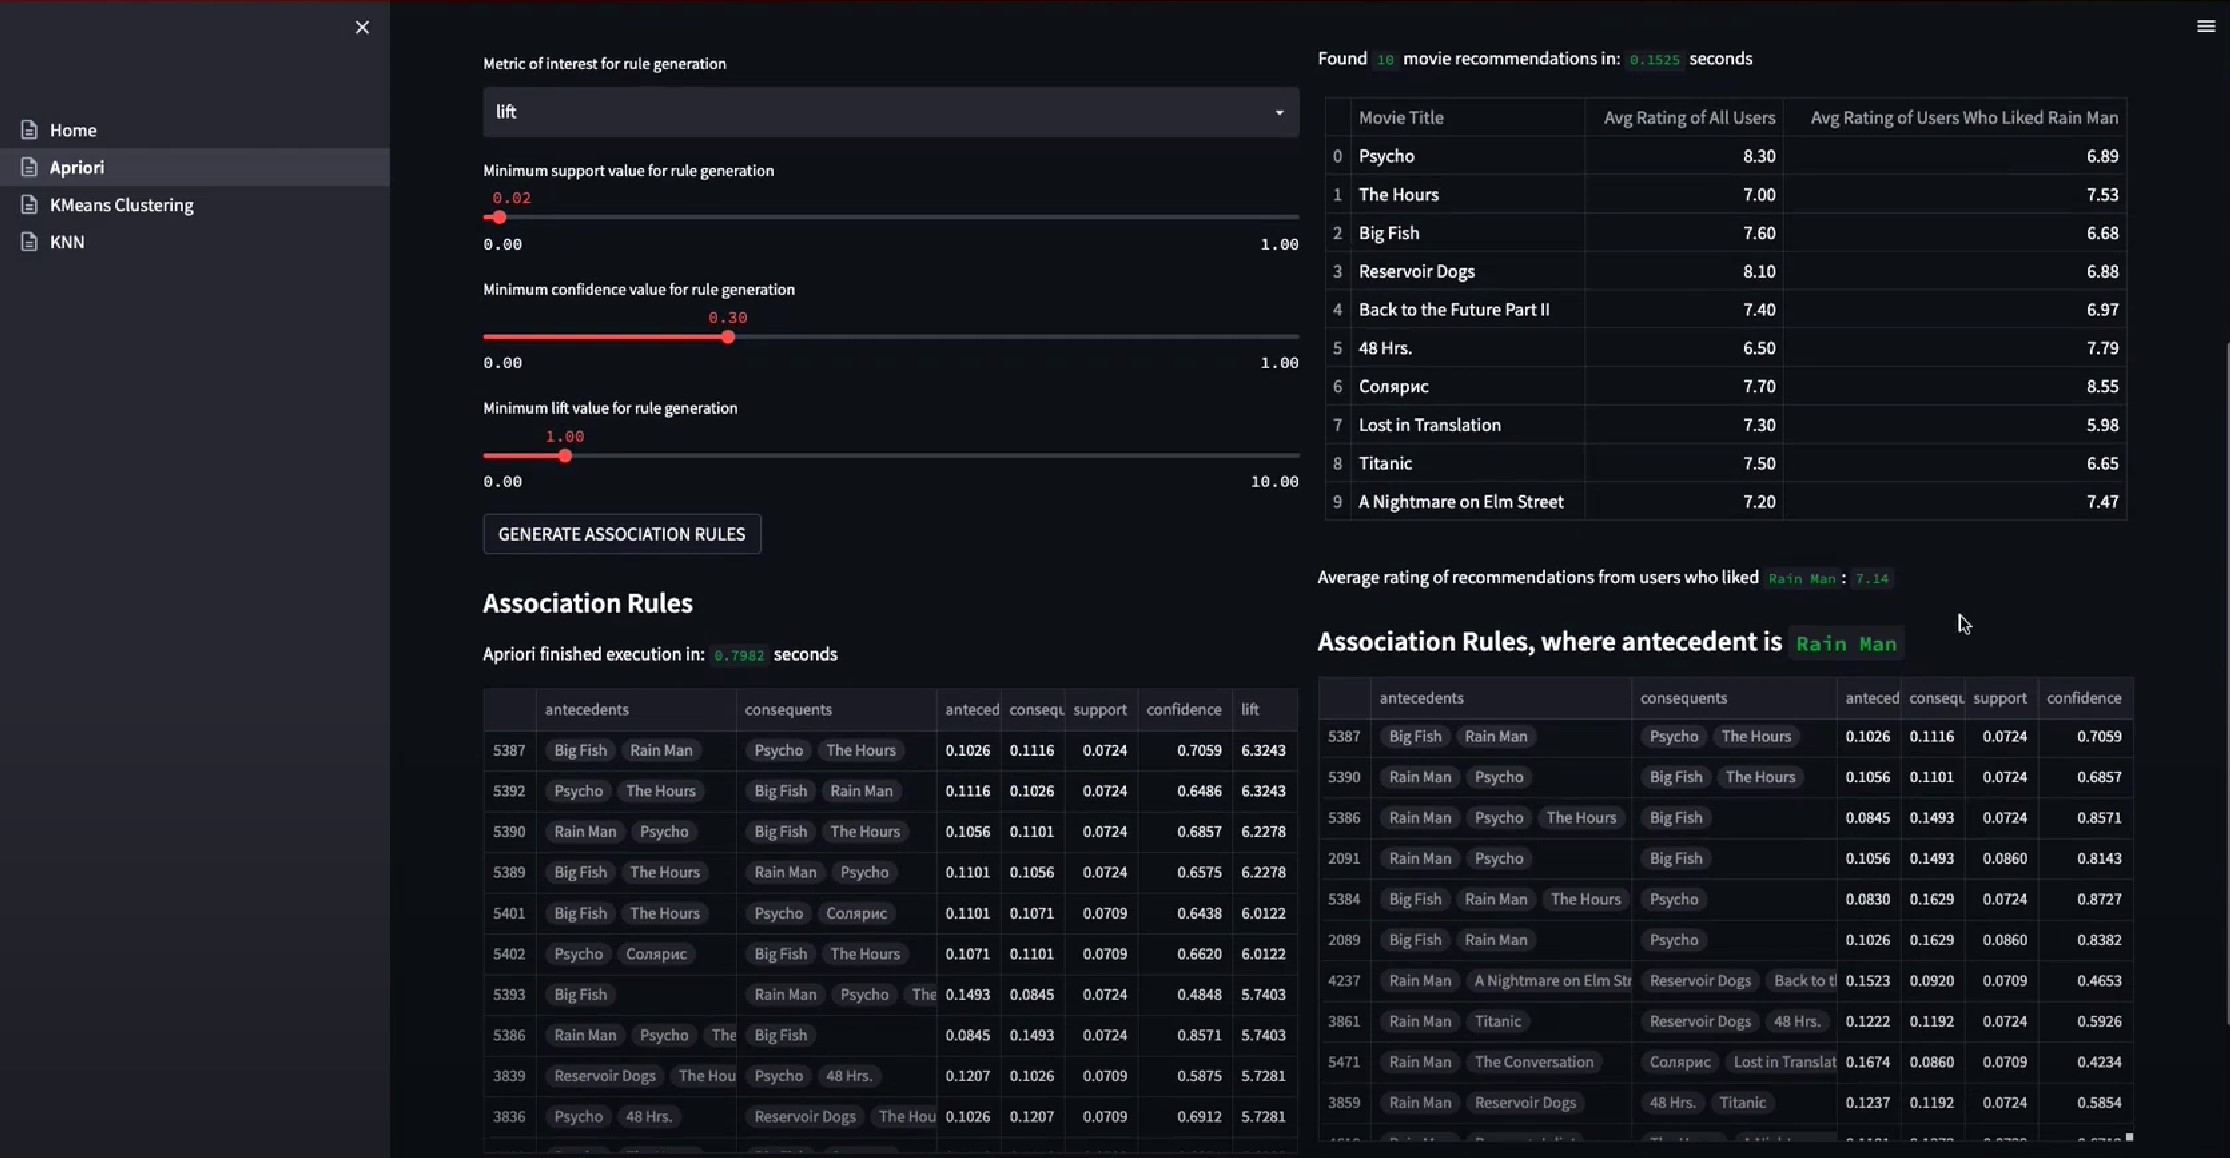 Home
Apriori
KMeans Clustering
KNN
Metric of interest for rule generation
lift
Minimum support value for rule generation
0.02
0.00 1.00
Minimum confidence value for rule generation
0.30
0.00 1.00
Minimum lift value for rule generation
1.00
0.00 10.00
GENERATE ASSOCIATION RULES
Association Rules
Apriori finished execution in: 0.7982 seconds
antecedents consequents anteced consequ support confidence lift
5387 Big Fish Rain Man Psycho The Hours 0.1026 0.1116 0.0724 0.7059 6.3243
5392 Psycho The Hours Big Fish Rain Man 0.1116 0.1026 0.0724 0.6486 6.3243
5390 Rain Man Psycho Big Fish The Hours 0.1056 0.1101 0.0724 0.6857 6.2278
5389 Big Fish The Hours Rain Man Psycho 0.1101 0.1056 0.0724 0.6575 6.2278
5401 Big Fish The Hours Psycho Солярис 0.1101 0.1071 0.0709 0.6438 6.0122
5402 Psycho Солярис Big Fish The Hours 0.1071 0.1101 0.0709 0.6620 6.0122
5393 Big Fish Rain Man Psycho The 0.1493 0.0845 0.0724 0.4848 5.7403
5386 Rain Man Psycho The Big Fish 0.0845 0.1493 0.0724 0.8571 5.7403
3839 Reservoir Dogs The Hou Psycho 48 Hrs. 0.1207 0.1026 0.0709 0.5875 5.7281
3836 Psycho 48 Hrs. Reservoir Dogs The Hou 0.1026 0.1207 0.0709 0.6912 5.7281
Found 10 movie recommendations in: 0.1525 seconds
Movie Title Avg Rating of All Users Avg Rating of Users Who Liked Rain Man
0 Psycho 8.30 6.89
1 The Hours 7.00 7.53
2 Big Fish 7.60 6.68
3 Reservoir Dogs 8.10 6.88
4 Back to the Future Part II 7.40 6.97
5 48 Hrs. 6.50 7.79
6 Солярис 7.70 8.55
7 Lost in Translation 7.30 5.98
8 Titanic 7.50 6.65
9 A Nightmare on Elm Street 7.20 7.47
Average rating of recommendations from users who liked Rain Man : 7.14
Association Rules, where antecedent is Rain Man
antecedents consequents anteced consequ support confidence
5387 Big Fish Rain Man Psycho The Hours 0.1026 0.1116 0.0724 0.7059
5390 Rain Man Psycho Big Fish The Hours 0.1056 0.1101 0.0724 0.6857
5386 Rain Man Psycho The Hours Big Fish 0.0845 0.1493 0.0724 0.8571
2091 Rain Man Psycho Big Fish 0.1056 0.1493 0.0860 0.8143
5384 Big Fish Rain Man The Hours Psycho 0.0830 0.1629 0.0724 0.8727
2089 Big Fish Rain Man Psycho 0.1026 0.1629 0.0860 0.8382
4237 Rain Man A Nightmare on Elm Str Reservoir Dogs Back to tl 0.1523 0.0920 0.0709 0.4653
3861 Rain Man Titanic Reservoir Dogs 48 Hrs. 0.1222 0.1192 0.0724 0.5926
5471 Rain Man The Conversation Солярис Lost in Translat 0.1674 0.0860 0.0709 0.4234
3859 Rain Man Reservoir Dogs 48 Hrs. Titanic 0.1237 0.1192 0.0724 0.5854